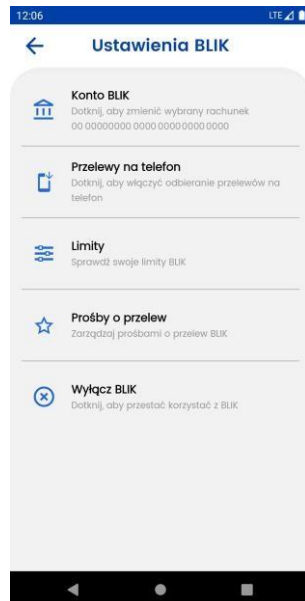 12:06 LTE
Ustawienia BLIK
Konto BLIK
Dotknij, aby zmienić wybrany rachunek
00 00000000 0000 0000 0000 0000
Przelewy na telefon
Dotknij, aby włączyć odbieranie przelewów na
telefon
Limity
Sprawdź swoje limity BLIK
Prośby o przelew
Zarządzaj prośbami o przelew BLIK
Wyłącz BLIK
Dotknij, aby przestać korzystać z BLIK